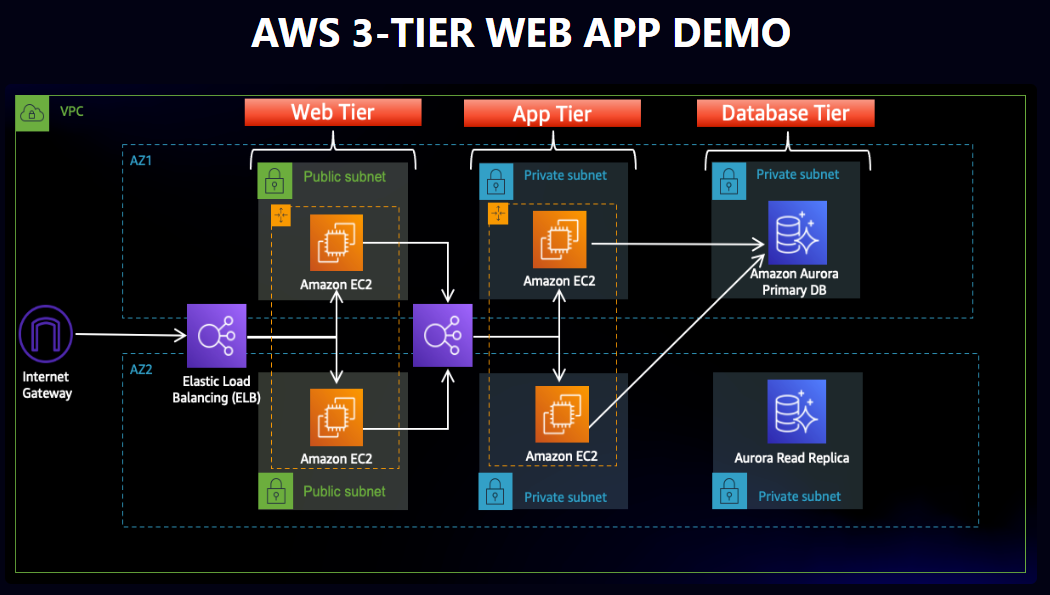 AWS 3-TIER WEB APP DEMO
VPC
Web Tier
App Tier
Database Tier
AZ1
Public subnet
Private subnet
Private subnet
Amazon EC2
Amazon EC2
Amazon Aurora
Primary DB
Internet
Gateway
Elastic Load
Balancing (ELB)
AZ2
Amazon EC2
Amazon EC2
Aurora Read Replica
Public subnet
Private subnet
Private subnet